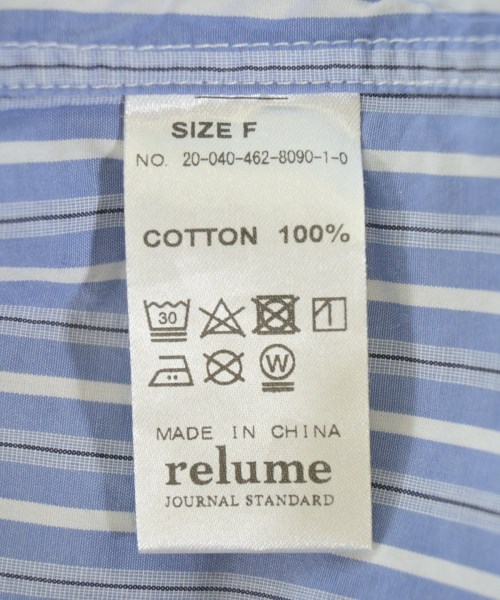 SIZE F
NO. 20-040-462-8090-1-0
COTTON 100%
30
W
MADE IN CHINA
relume
JOURNAL STANDARD